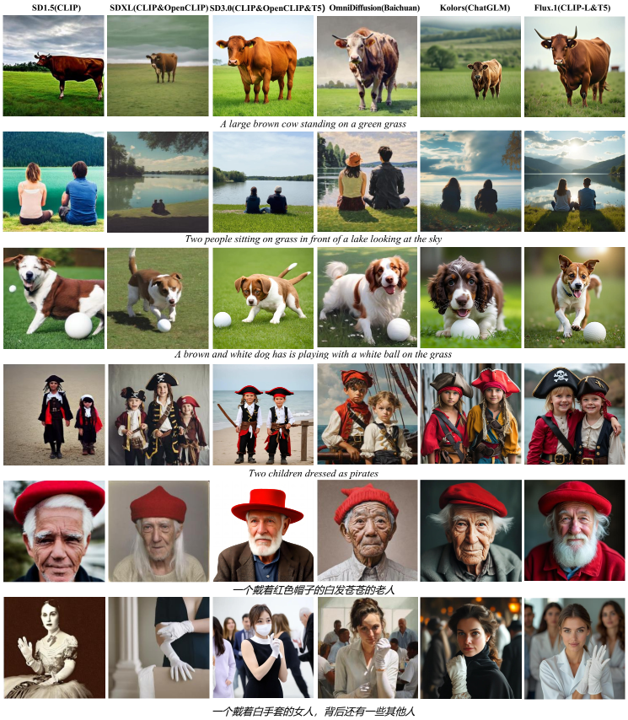 SD1.5(CLIP) SDXL(CLIP&OpenCLIP) SD3.0(CLIP&OpenCLIP&T5) OmniDiffusion(Baichuan) Kolors(ChatGLM) Flux.1(CLIP-L&T5)
A large brown cow standing on a green grass
Two people sitting on grass in front of a lake looking at the sky
A brown and white dog has is playing with a white ball on the grass
Two children dressed as pirates
一个戴着红色帽子的白发苍苍的老人
一个戴着白手套的女人，背后还有一些其他人